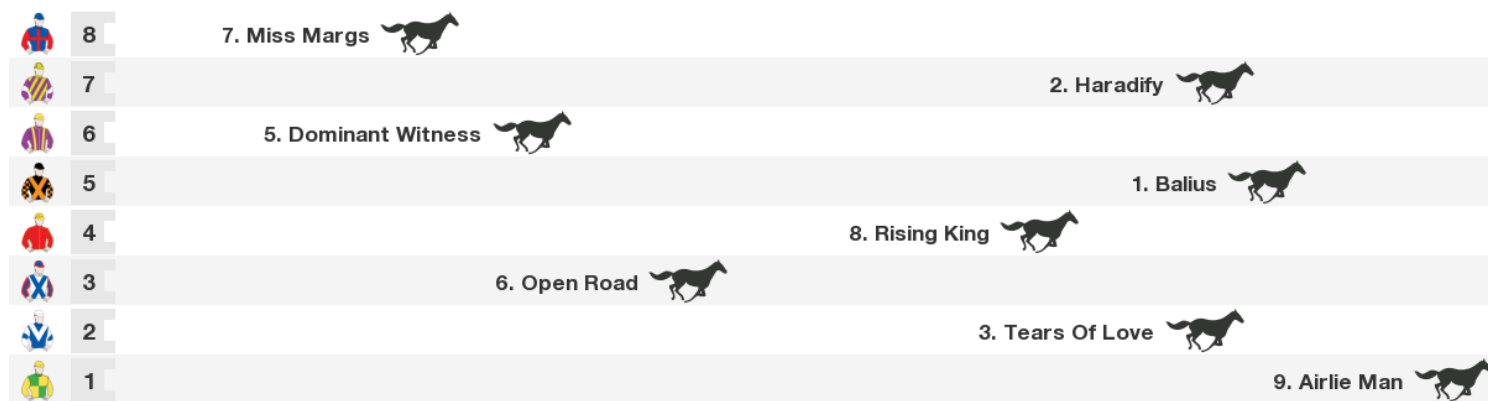 8 7. Miss Margs
7 2. Haradify
6 5. Dominant Witness
5 1. Balius
4 8. Rising King
3 6. Open Road
2 3. Tears Of Love
1 9. Airlie Man